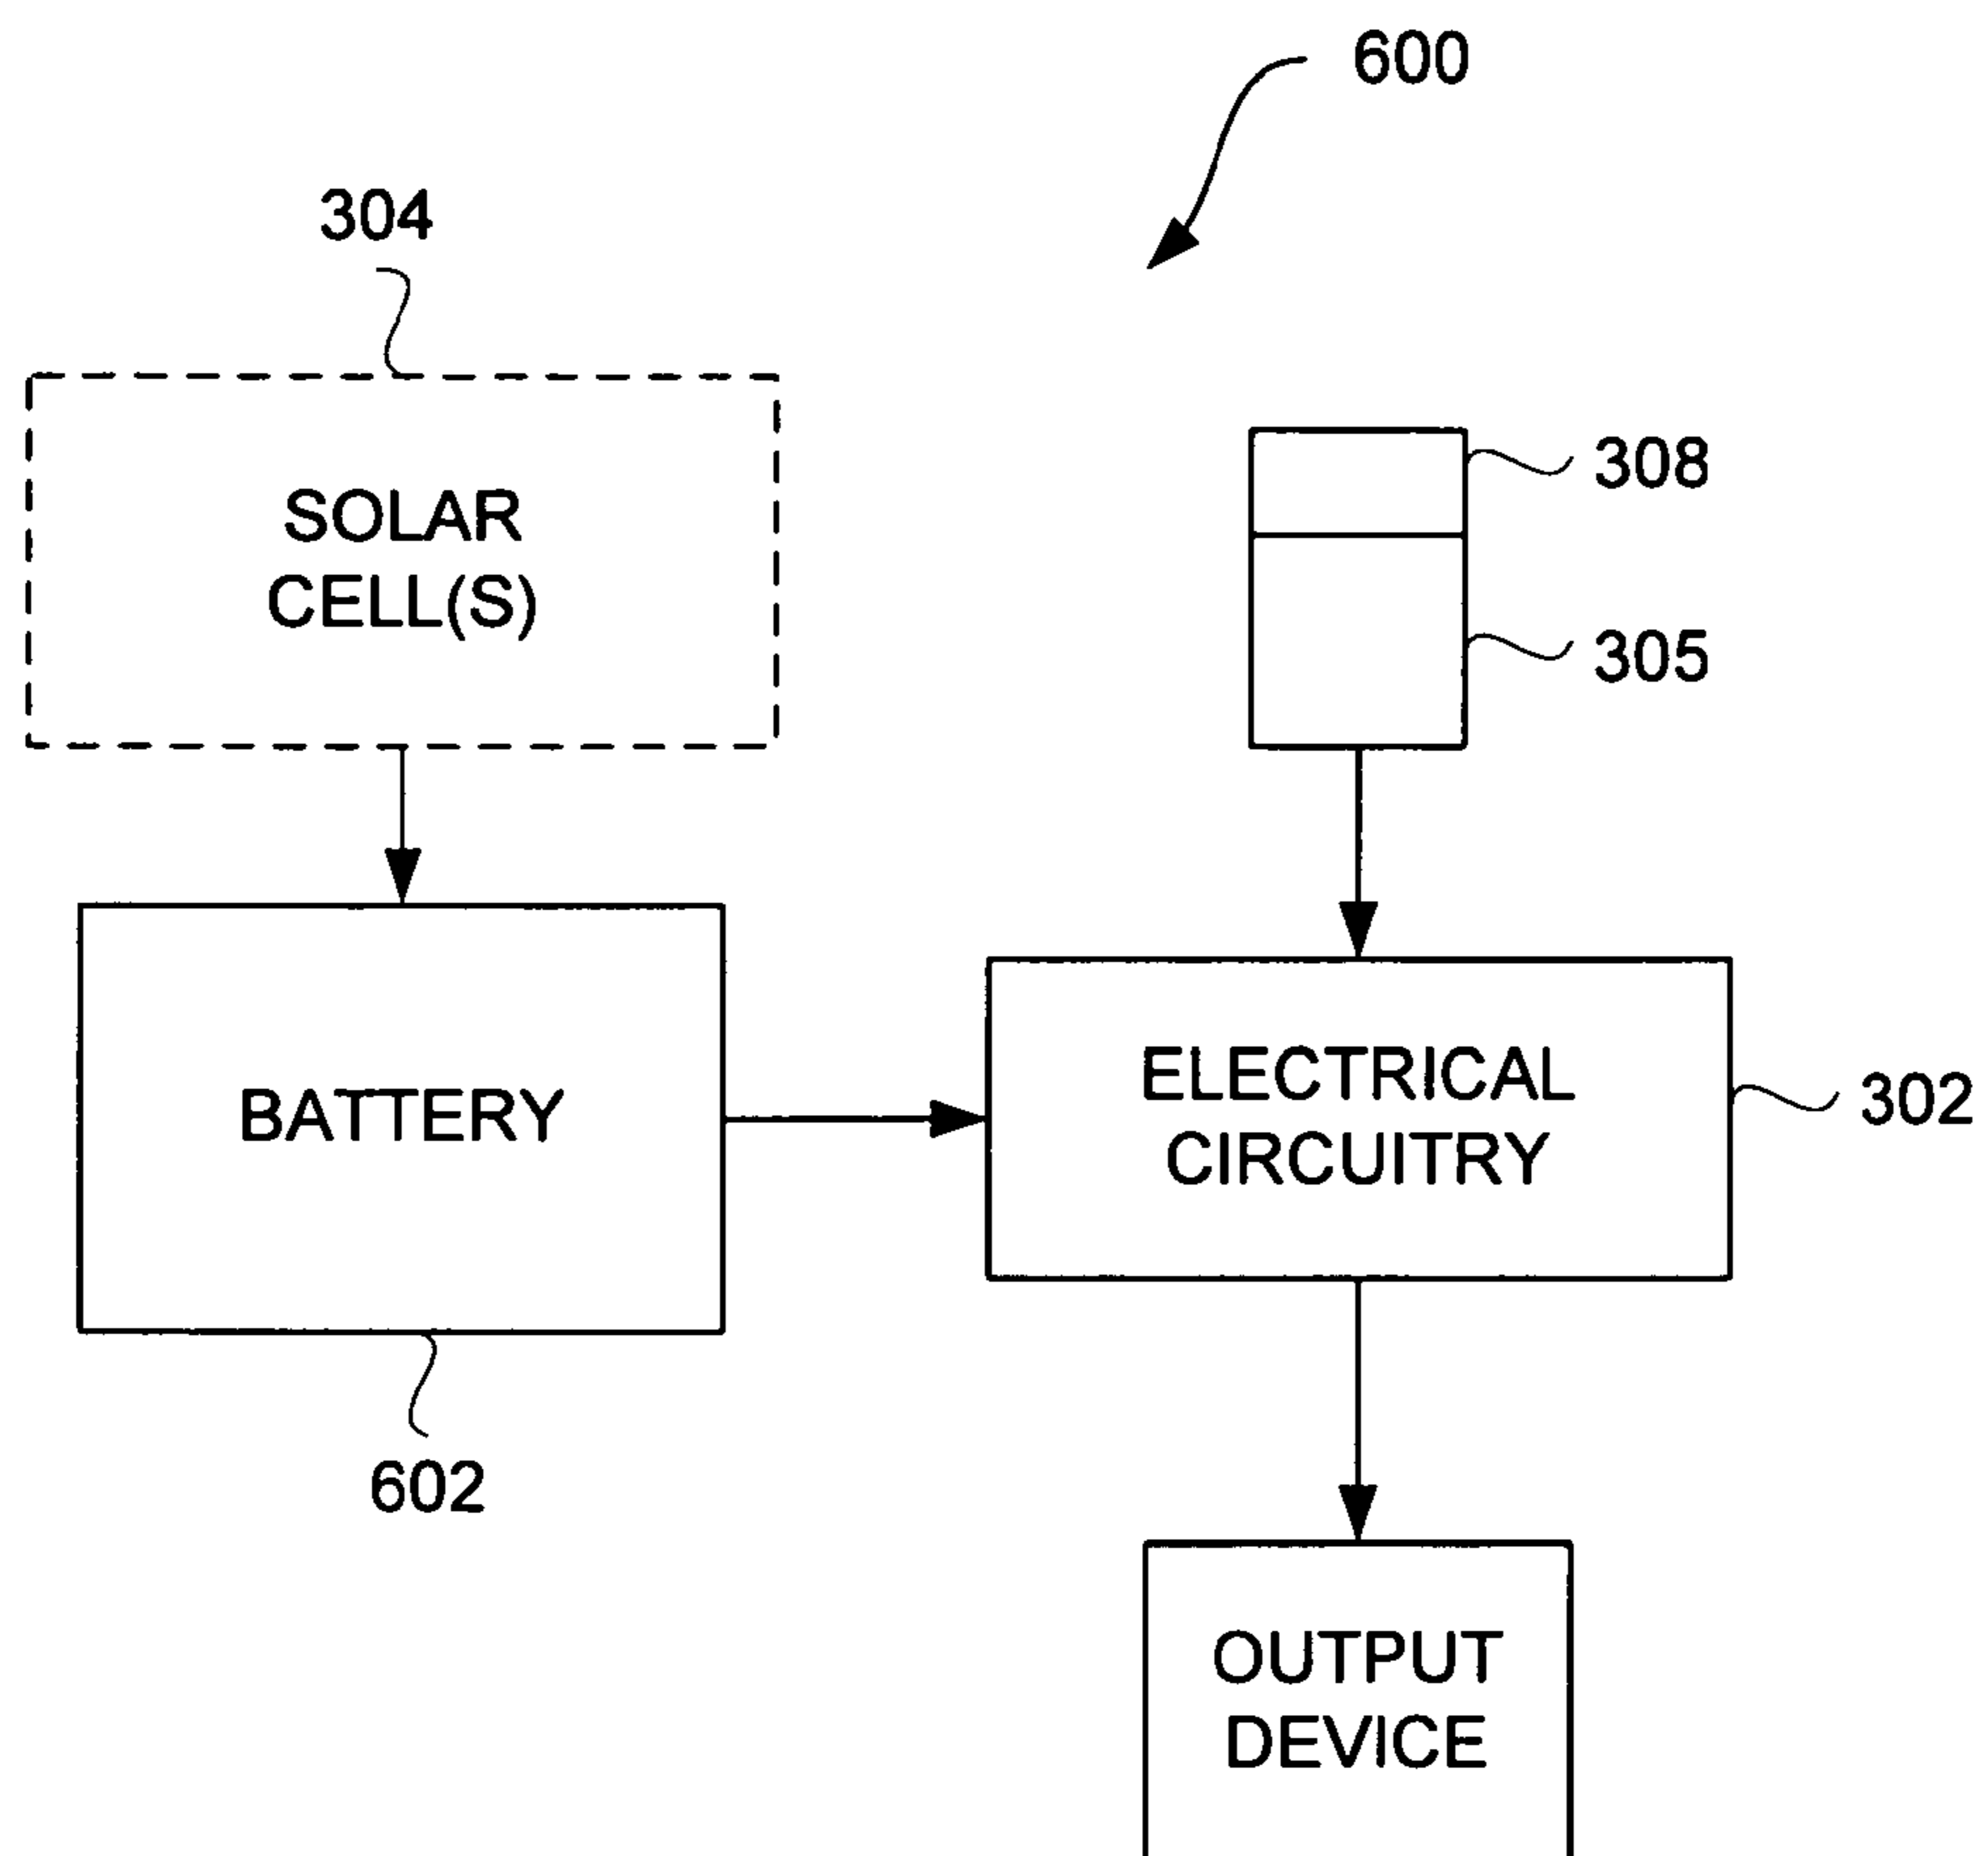 600
304
SOLAR
CELL(S)
308
305
BATTERY
ELECTRICAL
CIRCUITRY
302
602
OUTPUT
DEVICE